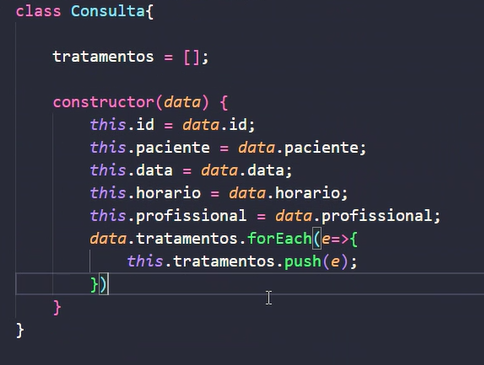 class Consulta{
tratamentos = [];
constructor(data) {
this.id = data.id;
this.paciente = data.paciente;
this.data = data.data;
this.horario = data.horario;
this.profissional = data.profissional;
data.tratamentos.forEach(e=>{
this.tratamentos.push(e);
})
}
}